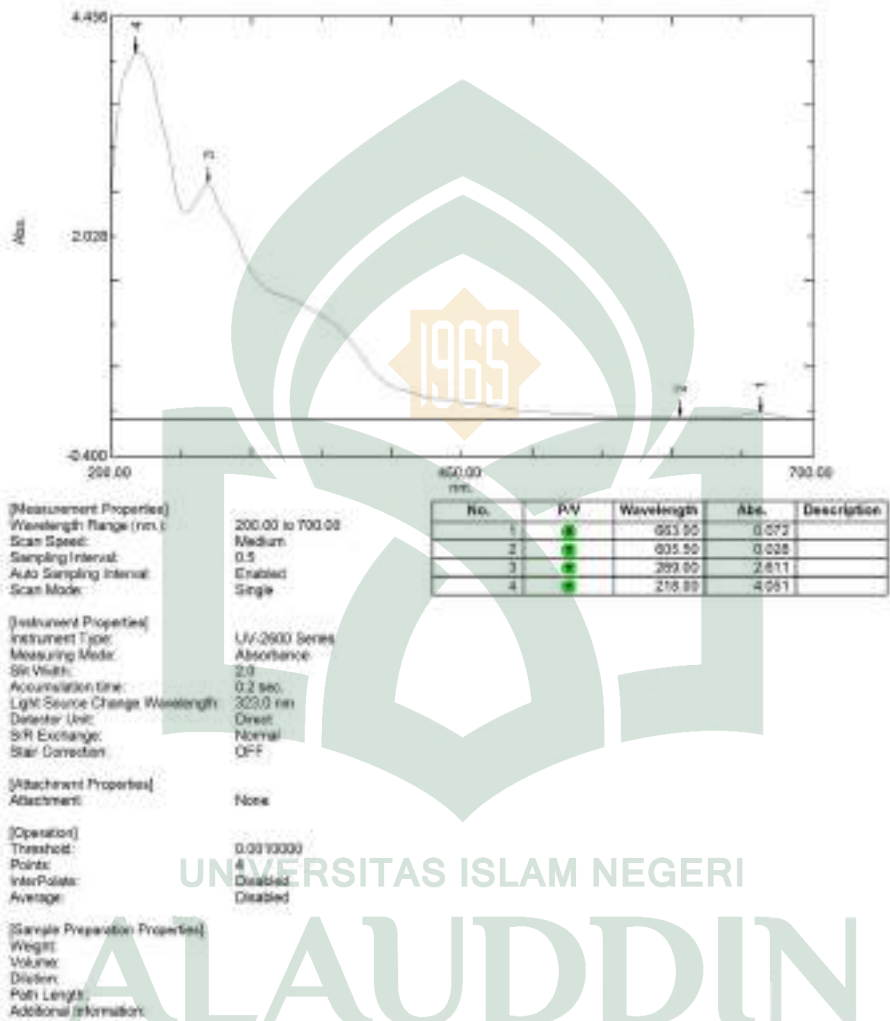 4.456
4
3
Abs.
2.028
1965
2
1
-0.400
200.00 450.00 700.00
nm.
[Measurement Properties]
Wavelength Range (nm.): 200.00 to 700.00
Scan Speed: Medium
Sampling Interval: 0.5
Auto Sampling Interval: Enabled
Scan Mode: Single
No. P/V Wavelength Abs. Description
1 663.00 0.072
2 605.50 0.028
3 269.00 2.611
4 218.00 4.051
[Instrument Properties]
Instrument Type: UV-2600 Series
Measuring Mode: Absorbance
Slit Width: 2.0
Accumulation time: 0.2 sec.
Light Source Change Wavelength: 323.0 nm
Detector Unit: Direct
S/R Exchange: Normal
Stair Correction: OFF
[Attachment Properties]
Attachment: None
[Operation]
Threshold: 0.0010000
Points: 4
InterPolate: Disabled
Average: Disabled
UNIVERSITAS ISLAM NEGERI
[Sample Preparation Properties]
Weight:
Volume:
Dilution:
Path Length:
Additional Information:
ALAUDDIN